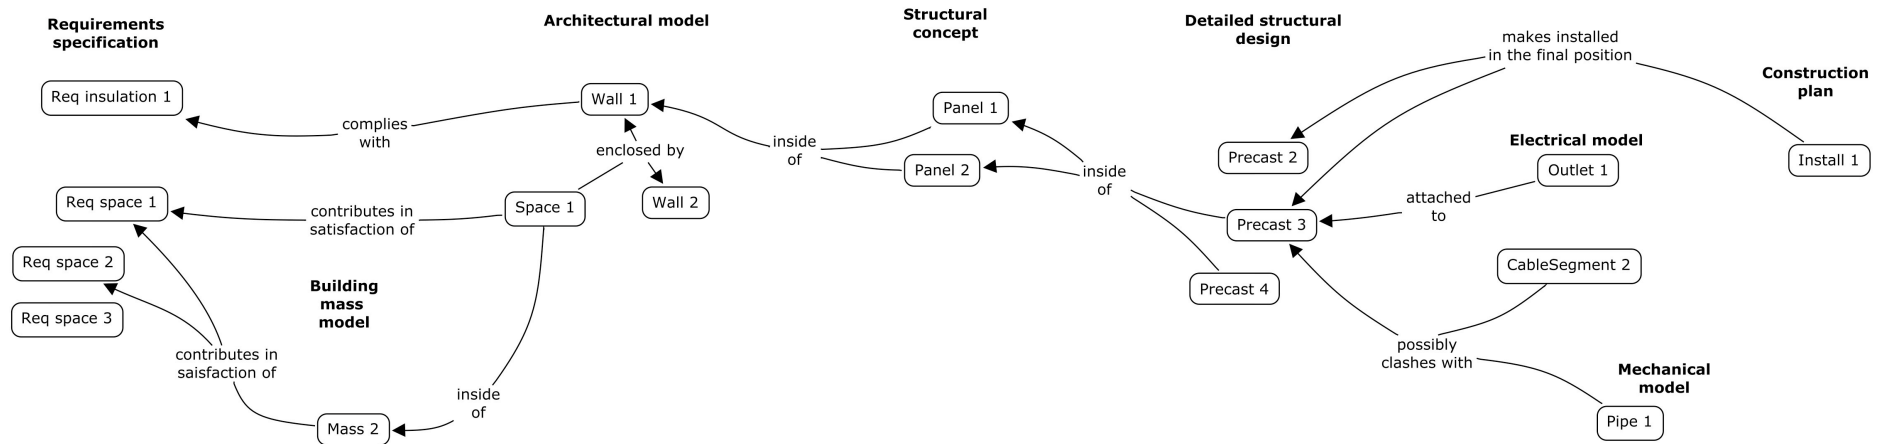 Requirements
specification
Architectural model
Structural
concept
Detailed structural
design
makes installed
in the final position
Construction
plan
Req insulation 1
Wall 1
Panel 1
complies
with
inside
of
enclosed by
Panel 2
inside
of
Precast 2
Electrical model
Outlet 1
Install 1
Req space 1
contributes in
satisfaction of
Space 1
Wall 2
attached
to
Precast 3
Req space 2
Req space 3
Building
mass
model
Precast 4
CableSegment 2
contributes in
saisfaction of
possibly
clashes with
Mechanical
model
inside
of
Mass 2
Pipe 1